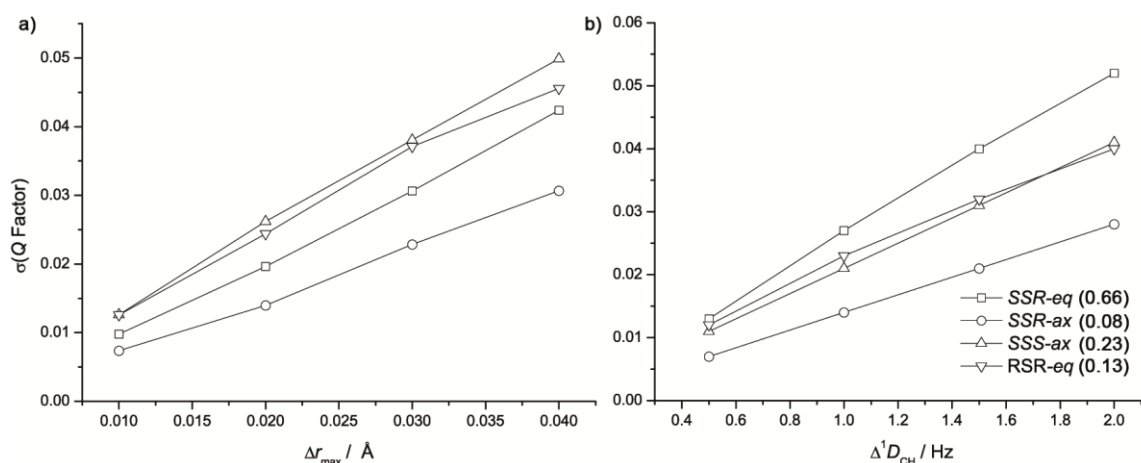 a)
σ(Q Factor)
0.05
0.04
0.03
0.02
0.01
0.00
0.010 0.015 0.020 0.025 0.030 0.035 0.040
Δr_max / Å
b)
0.06
0.05
0.04
0.03
0.02
0.01
0.00
SSR-eq (0.66)
SSR-ax (0.08)
SSS-ax (0.23)
RSR-eq (0.13)
0.4 0.6 0.8 1.0 1.2 1.4 1.6 1.8 2.0
Δ¹D_CH / Hz